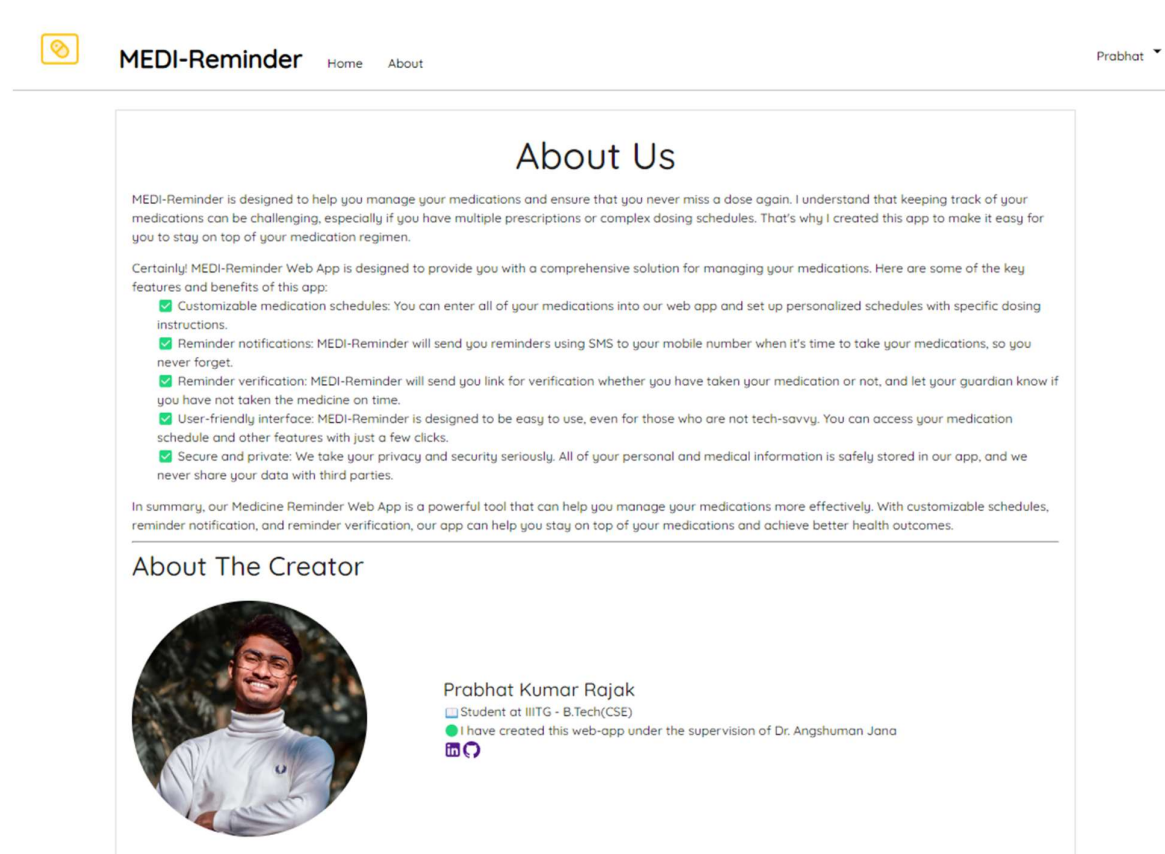 MEDI-Reminder Home About Prabhat
About Us
MEDI-Reminder is designed to help you manage your medications and ensure that you never miss a dose again. I understand that keeping track of your
medications can be challenging, especially if you have multiple prescriptions or complex dosing schedules. That's why I created this app to make it easy for
you to stay on top of your medication regimen.
Certainly! MEDI-Reminder Web App is designed to provide you with a comprehensive solution for managing your medications. Here are some of the key
features and benefits of this app:
✅ Customizable medication schedules: You can enter all of your medications into our web app and set up personalized schedules with specific dosing
instructions.
✅ Reminder notifications: MEDI-Reminder will send you reminders using SMS to your mobile number when it's time to take your medications, so you
never forget.
✅ Reminder verification: MEDI-Reminder will send you link for verification whether you have taken your medication or not, and let your guardian know if
you have not taken the medicine on time.
✅ User-friendly interface: MEDI-Reminder is designed to be easy to use, even for those who are not tech-savvy. You can access your medication
schedule and other features with just a few clicks.
✅ Secure and private: We take your privacy and security seriously. All of your personal and medical information is safely stored in our app, and we
never share your data with third parties.
In summary, our Medicine Reminder Web App is a powerful tool that can help you manage your medications more effectively. With customizable schedules,
reminder notification, and reminder verification, our app can help you stay on top of your medications and achieve better health outcomes.
About The Creator
Prabhat Kumar Rajak
Student at IIITG - B.Tech(CSE)
I have created this web-app under the supervision of Dr. Angshuman Jana
in